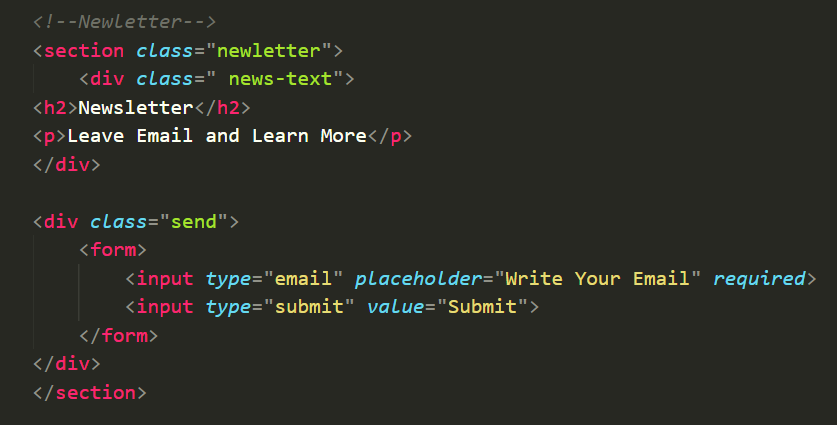 <!--Newletter-->
<section class="newletter">
<div class=" news-text">
<h2>Newsletter</h2>
<p>Leave Email and Learn More</p>
</div>
<div class="send">
<form>
<input type="email" placeholder="Write Your Email" required>
<input type="submit" value="Submit">
</form>
</div>
</section>